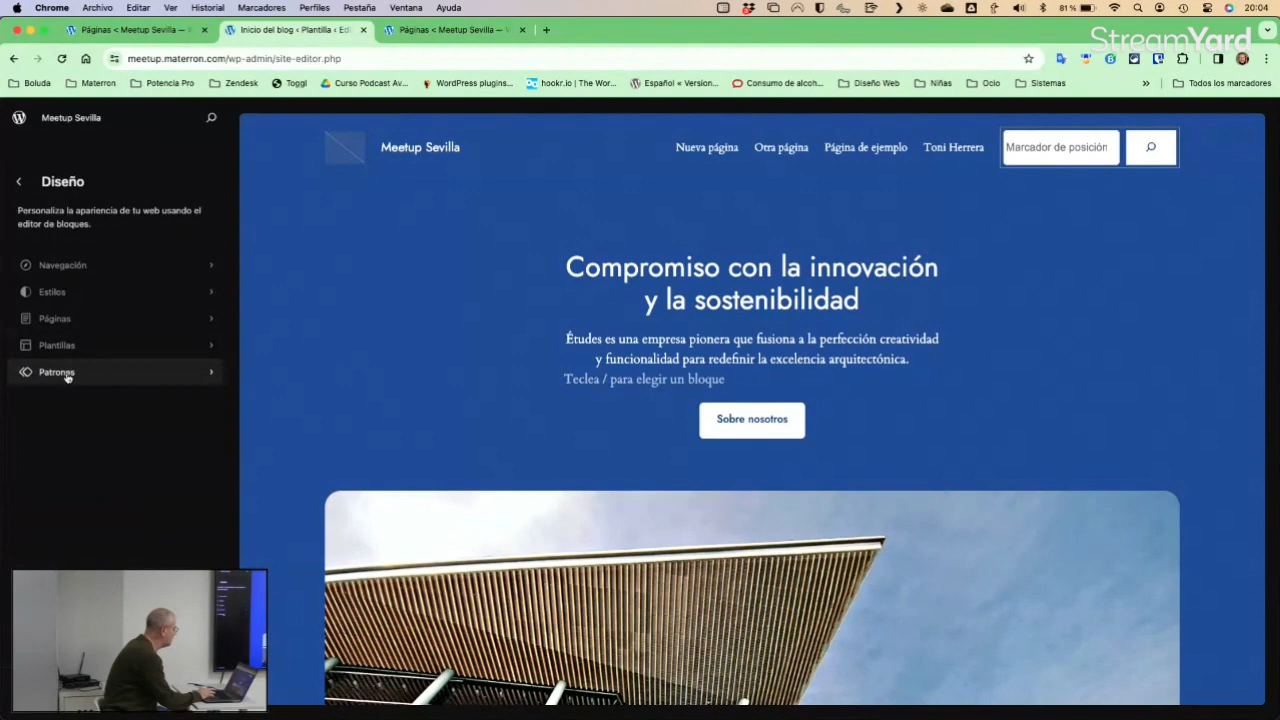 Chrome Archivo Editar Ver Historial Marcadores Perfiles Pestaña Ventana Ayuda 81 % 20:04
Páginas < Meetup Sevilla — Inicio del blog ‹ Plantilla ‹ Edi Páginas < Meetup Sevilla —
StreamYard
meetup.materron.com/wp-admin/site-editor.php
Boluda Materron Potencia Pro Zendesk Toggl Curso Podcast Av... WordPress plugins... hookr.io | The Wor... Español « Version... Consumo de alcoh... Diseño Web Niñas Ocio Sistemas » Todos los marcadores
Meetup Sevilla
Diseño
Personaliza la apariencia de tu web usando el
editor de bloques.
Navegación
Estilos
Páginas
Plantillas
Patrones
Meetup Sevilla Nueva página Otra página Página de ejemplo Toni Herrera Marcador de posición
Compromiso con la innovación
y la sostenibilidad
Études es una empresa pionera que fusiona a la perfección creatividad
y funcionalidad para redefinir la excelencia arquitectónica.
Teclea / para elegir un bloque
Sobre nosotros